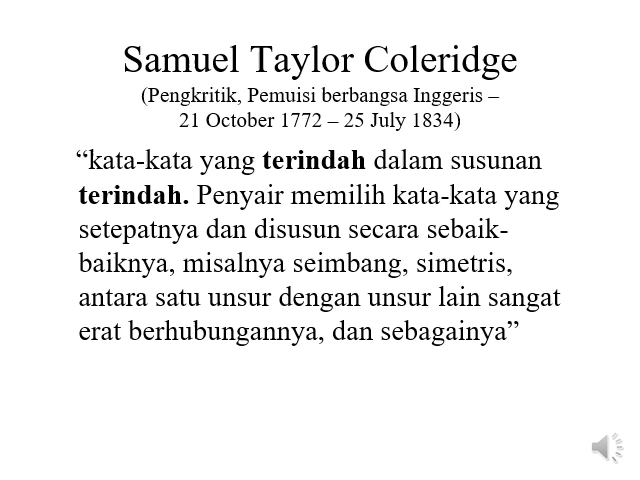 Samuel Taylor Coleridge
(Pengkritik, Pemuisi berbangsa Inggeris –
21 October 1772 – 25 July 1834)
“kata-kata yang terindah dalam susunan
terindah. Penyair memilih kata-kata yang
setepatnya dan disusun secara sebaik-
baiknya, misalnya seimbang, simetris,
antara satu unsur dengan unsur lain sangat
erat berhubungannya, dan sebagainya”